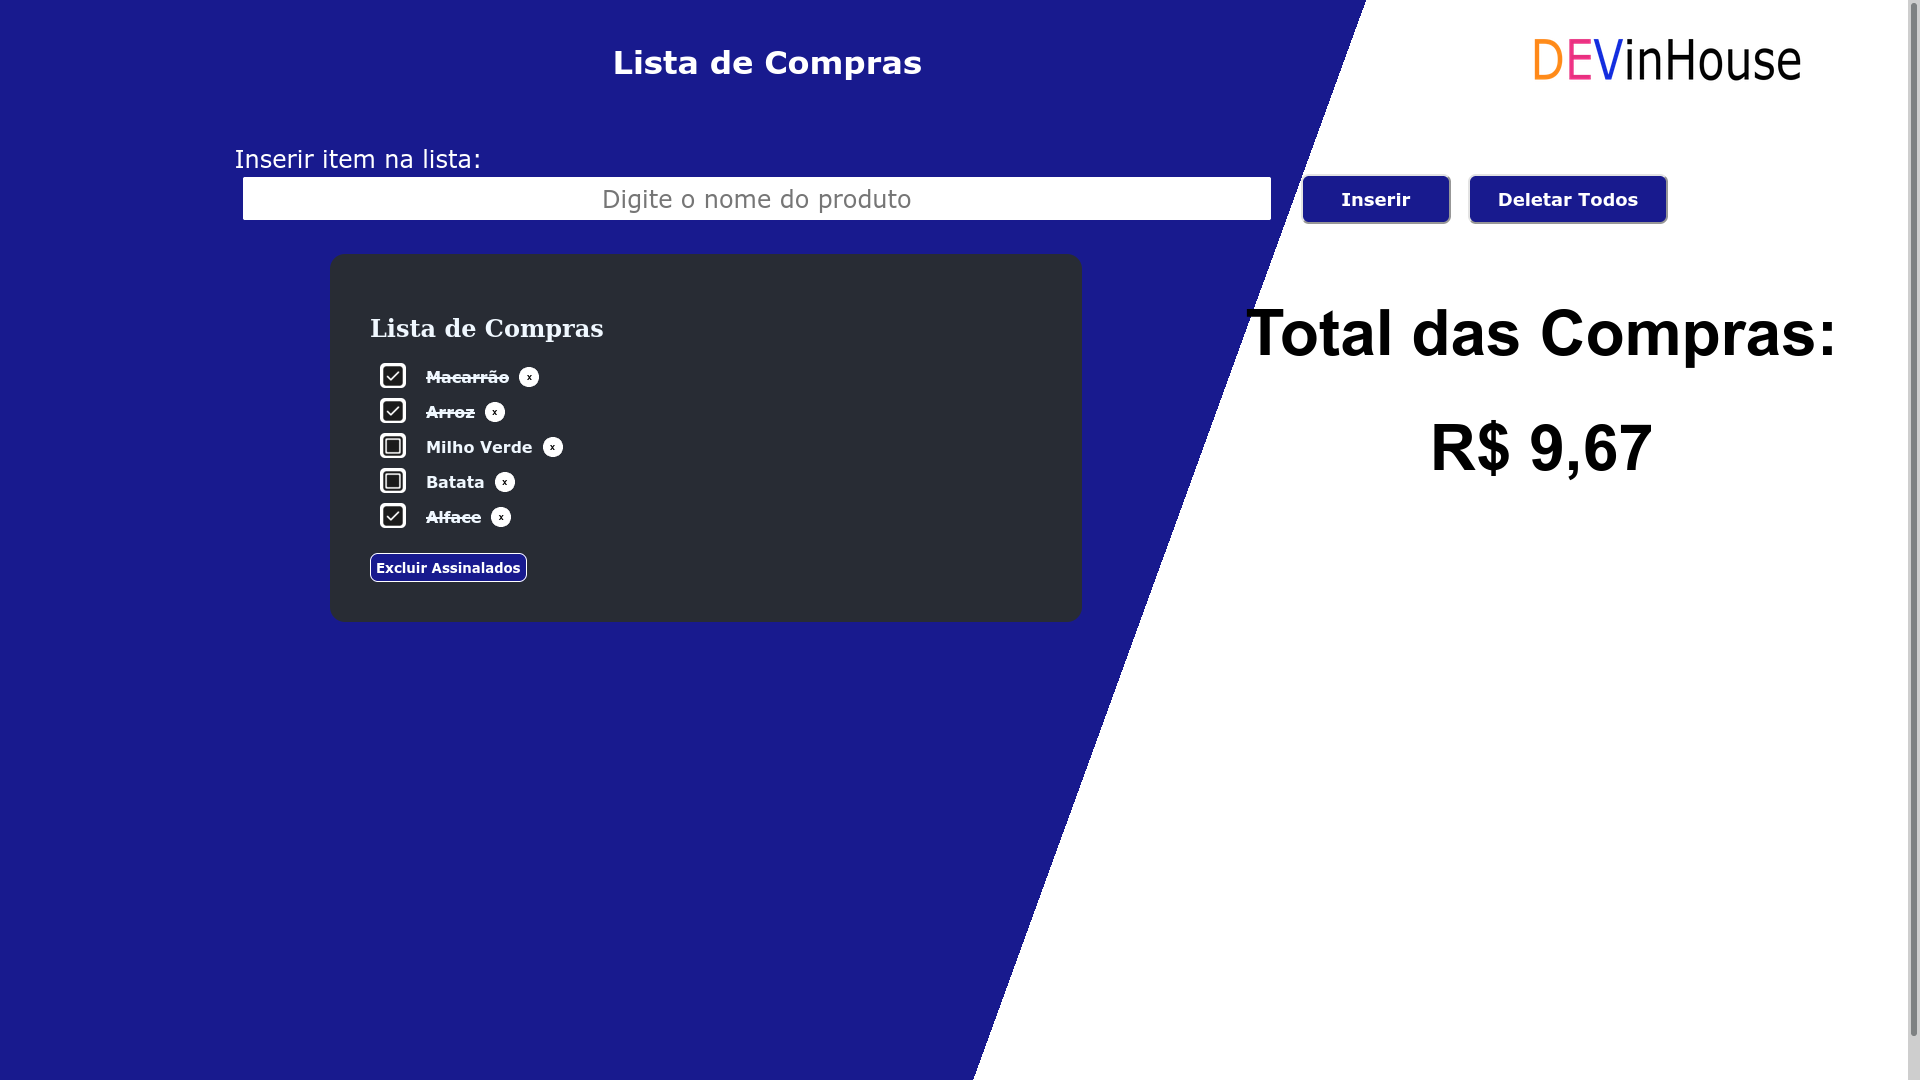 Lista de Compras
DEVinHouse
Inserir item na lista:
Digite o nome do produto
Inserir
Deletar Todos
Lista de Compras
Macarrão x
Arroz x
Milho Verde x
Batata x
Alface x
Excluir Assinalados
Total das Compras:
R$ 9,67